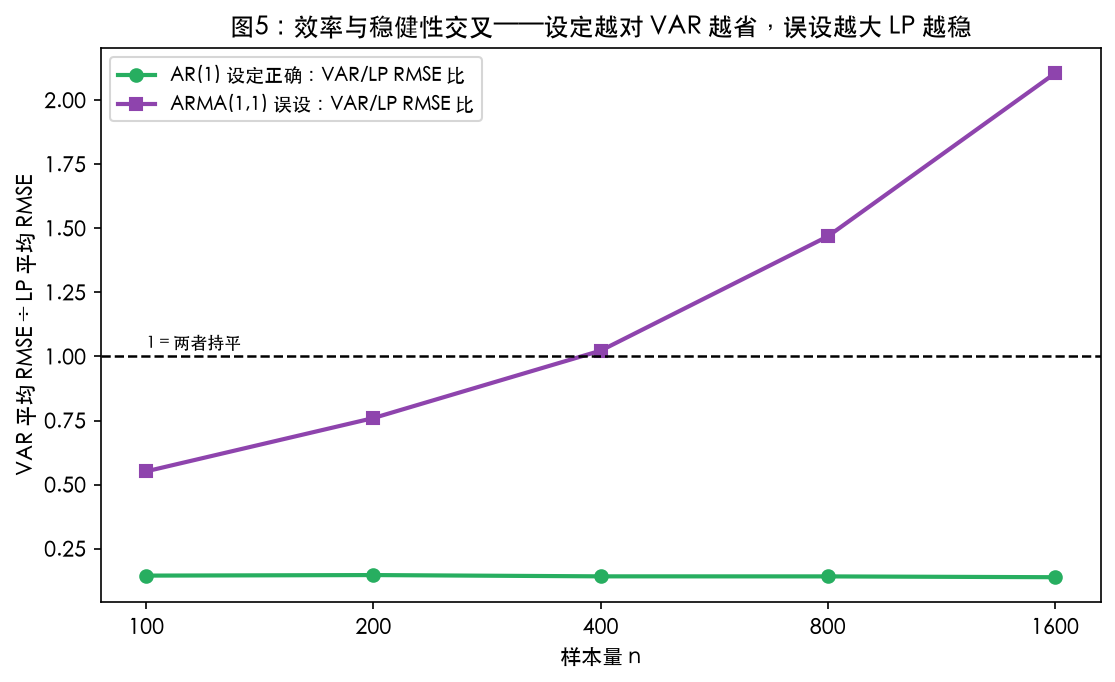 图5：效率与稳健性交叉——设定越对 VAR 越省，误设越大 LP 越稳
AR(1) 设定正确：VAR/LP RMSE 比
ARMA(1,1) 误设：VAR/LP RMSE 比
VAR 平均 RMSE ÷ LP 平均 RMSE
2.00
1.75
1.50
1.25
1.00
0.75
0.50
0.25
1 = 两者持平
100
200
400
800
1600
样本量 n